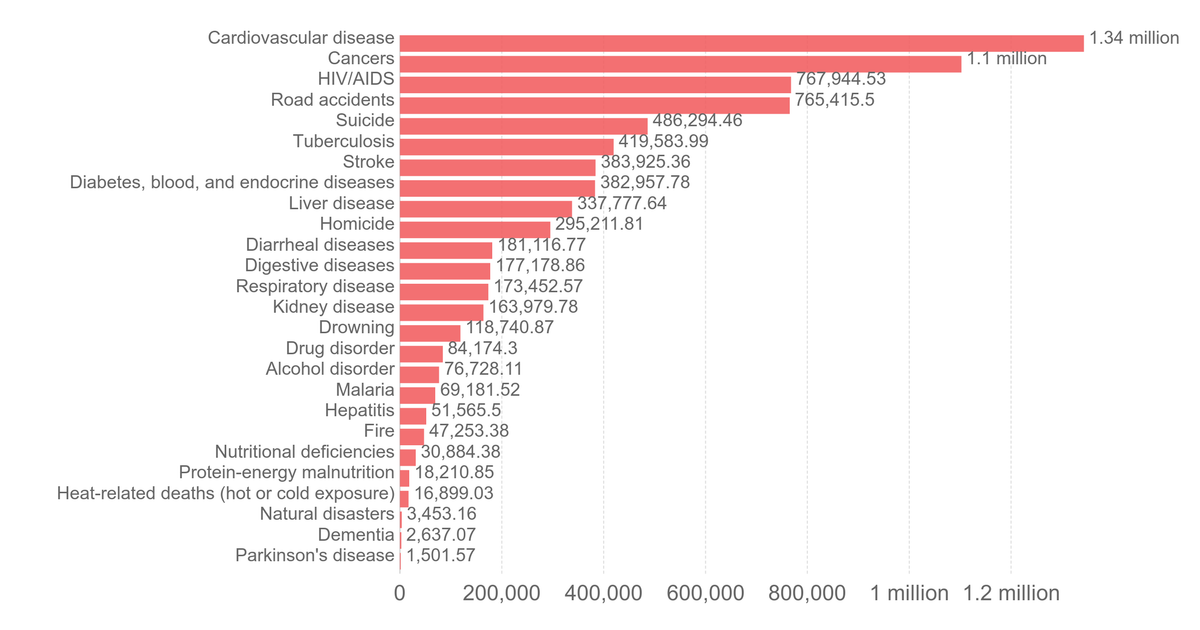 Cardiovascular disease 1.34 million
Cancers 1.1 million
HIV/AIDS 767,944.53
Road accidents 765,415.5
Suicide 486,294.46
Tuberculosis 419,583.99
Stroke 383,925.36
Diabetes, blood, and endocrine diseases 382,957.78
Liver disease 337,777.64
Homicide 295,211.81
Diarrheal diseases 181,116.77
Digestive diseases 177,178.86
Respiratory disease 173,452.57
Kidney disease 163,979.78
Drowning 118,740.87
Drug disorder 84,174.3
Alcohol disorder 76,728.11
Malaria 69,181.52
Hepatitis 51,565.5
Fire 47,253.38
Nutritional deficiencies 30,884.38
Protein-energy malnutrition 18,210.85
Heat-related deaths (hot or cold exposure) 16,899.03
Natural disasters 3,453.16
Dementia 2,637.07
Parkinson's disease 1,501.57
0 200,000 400,000 600,000 800,000 1 million 1.2 million